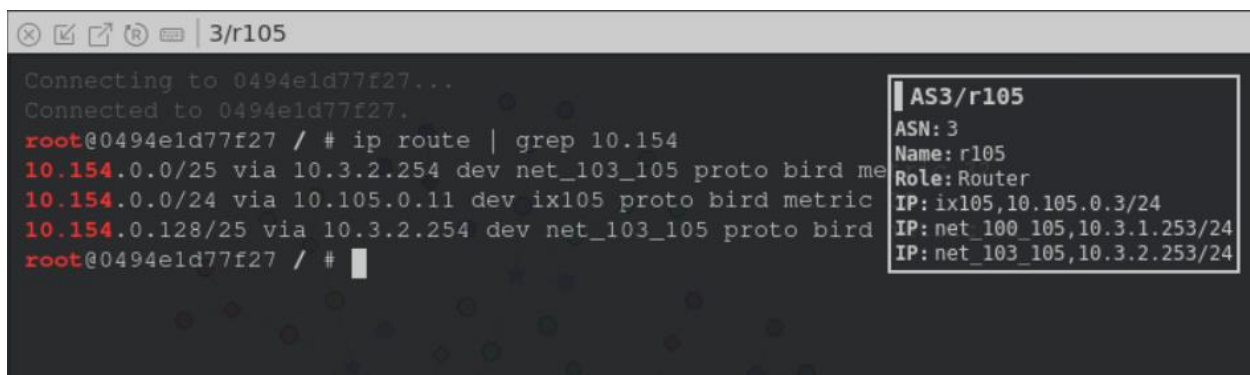 3/r105
Connecting to 0494e1d77f27...
Connected to 0494e1d77f27.
root@0494e1d77f27 / # ip route | grep 10.154
10.154.0.0/25 via 10.3.2.254 dev net_103_105 proto bird me
10.154.0.0/24 via 10.105.0.11 dev ix105 proto bird metric
10.154.0.128/25 via 10.3.2.254 dev net_103_105 proto bird
root@0494e1d77f27 / #
AS3/r105
ASN: 3
Name: r105
Role: Router
IP: ix105,10.105.0.3/24
IP: net_100_105,10.3.1.253/24
IP: net_103_105,10.3.2.253/24